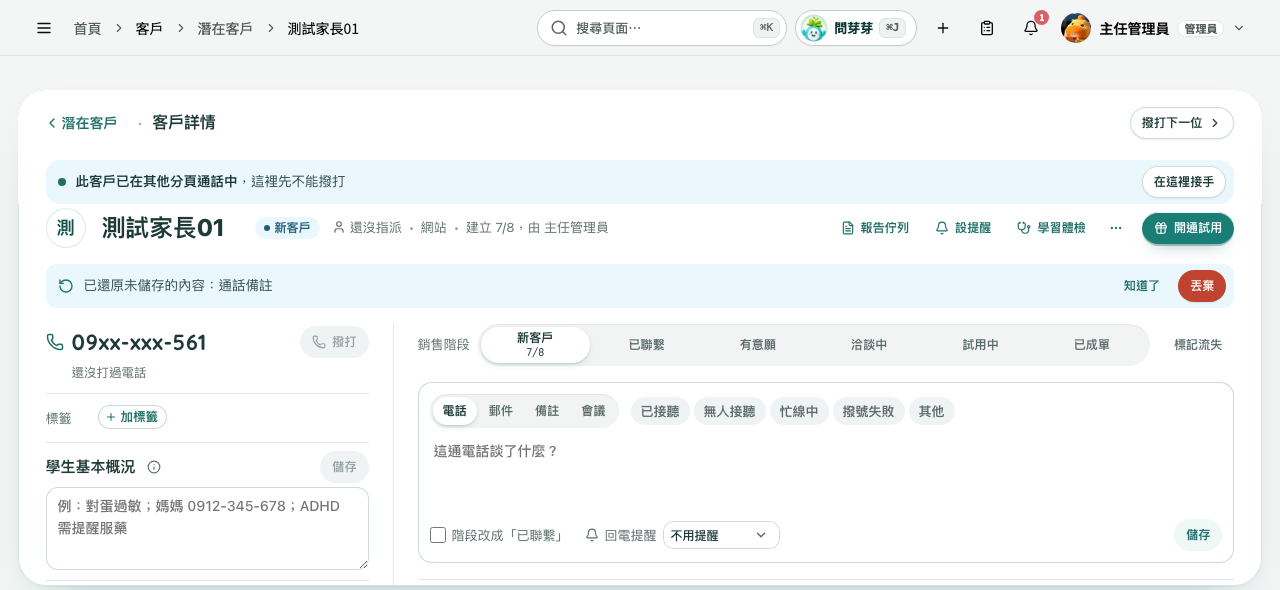 首頁 > 客戶 > 潛在客戶 > 測試家長01
搜尋頁面… ⌘K
問芽芽 ⌘J
1
主任管理員 管理員
潛在客戶 · 客戶詳情
撥打下一位
此客戶已在其他分頁通話中，這裡先不能撥打
在這裡接手
測 測試家長01 新客戶 還沒指派 • 網站 • 建立 7/8，由 主任管理員
報告佇列 設提醒 學習體檢 … 開通試用
已還原未儲存的內容：通話備註
知道了 丟棄
09xx-xxx-561 撥打
還沒打過電話
標籤 + 加標籤
學生基本概況 儲存
例：對蛋過敏；媽媽 0912-345-678；ADHD
需提醒服藥
銷售階段 新客戶 已聯繫 有意願 洽談中 試用中 已成單 標記流失
7/8
電話 郵件 備註 會議 已接聽 無人接聽 忙線中 撥號失敗 其他
這通電話談了什麼？
階段改成「已聯繫」 回電提醒 不用提醒 儲存